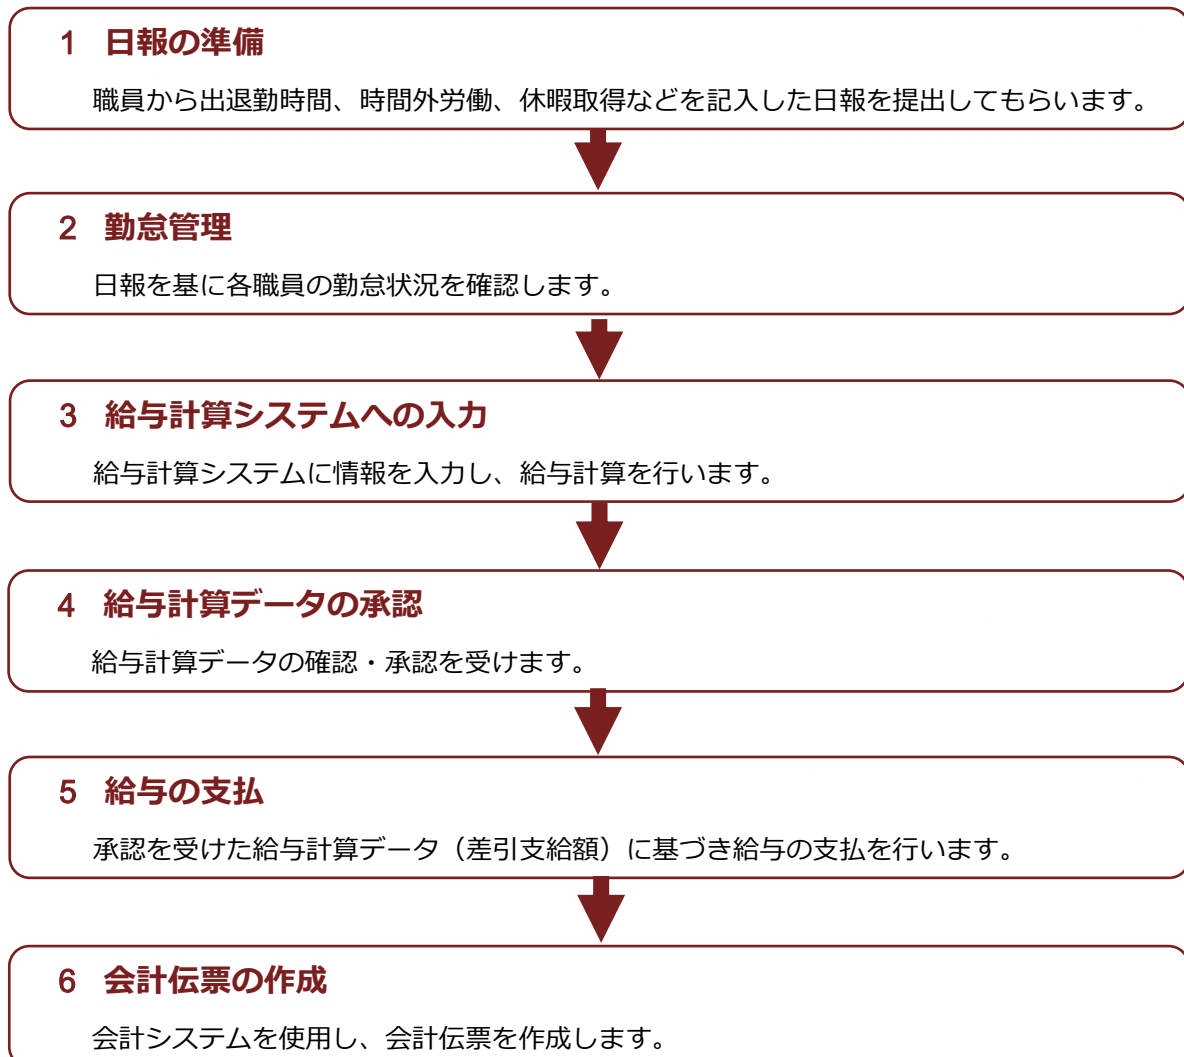 1 日報の準備
職員から出退勤時間、時間外労働、休暇取得などを記入した日報を提出してもらいます。
2 勤怠管理
日報を基に各職員の勤怠状況を確認します。
3 給与計算システムへの入力
給与計算システムに情報を入力し、給与計算を行います。
4 給与計算データの承認
給与計算データの確認・承認を受けます。
5 給与の支払
承認を受けた給与計算データ（差引支給額）に基づき給与の支払を行います。
6 会計伝票の作成
会計システムを使用し、会計伝票を作成します。